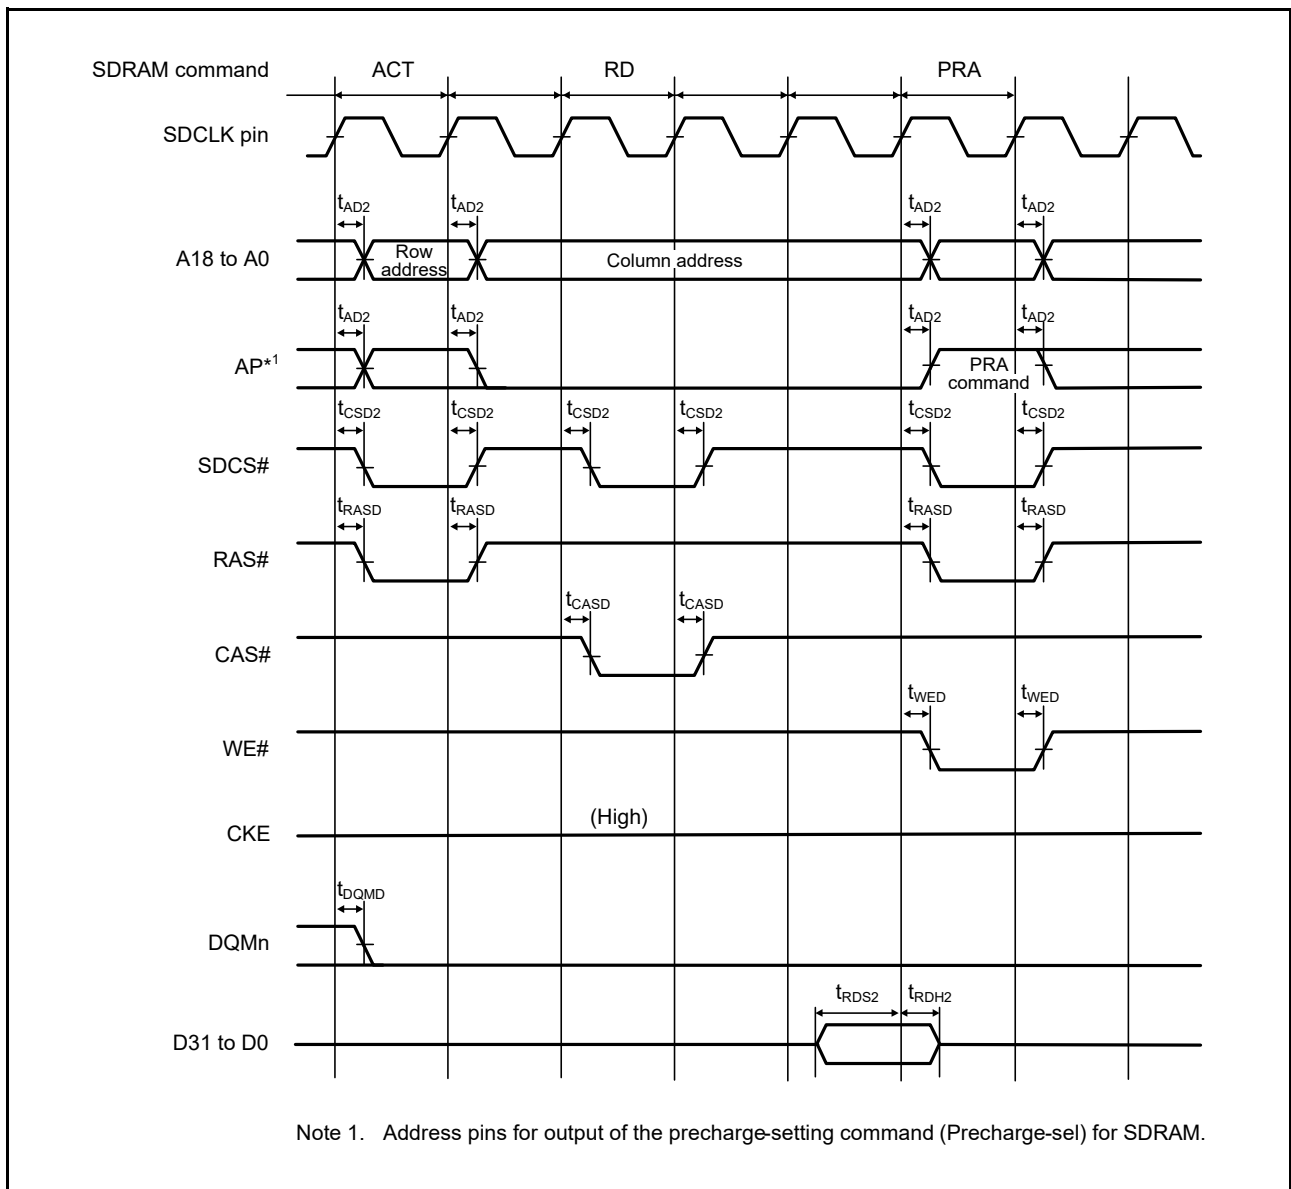 SDRAM command ACT RD PRA
SDCLK pin
tAD2 tAD2 tAD2 tAD2
A18 to A0 Row address Column address
tAD2 tAD2 tAD2 tAD2
AP*1 PRA command
tCSD2 tCSD2 tCSD2 tCSD2 tCSD2 tCSD2
SDCS#
tRASD tRASD tRASD tRASD
RAS#
tCASD tCASD
CAS#
tWED tWED
WE#
(High)
CKE
tDQMD
DQMn
tRDS2 tRDH2
D31 to D0
Note 1. Address pins for output of the precharge-setting command (Precharge-sel) for SDRAM.